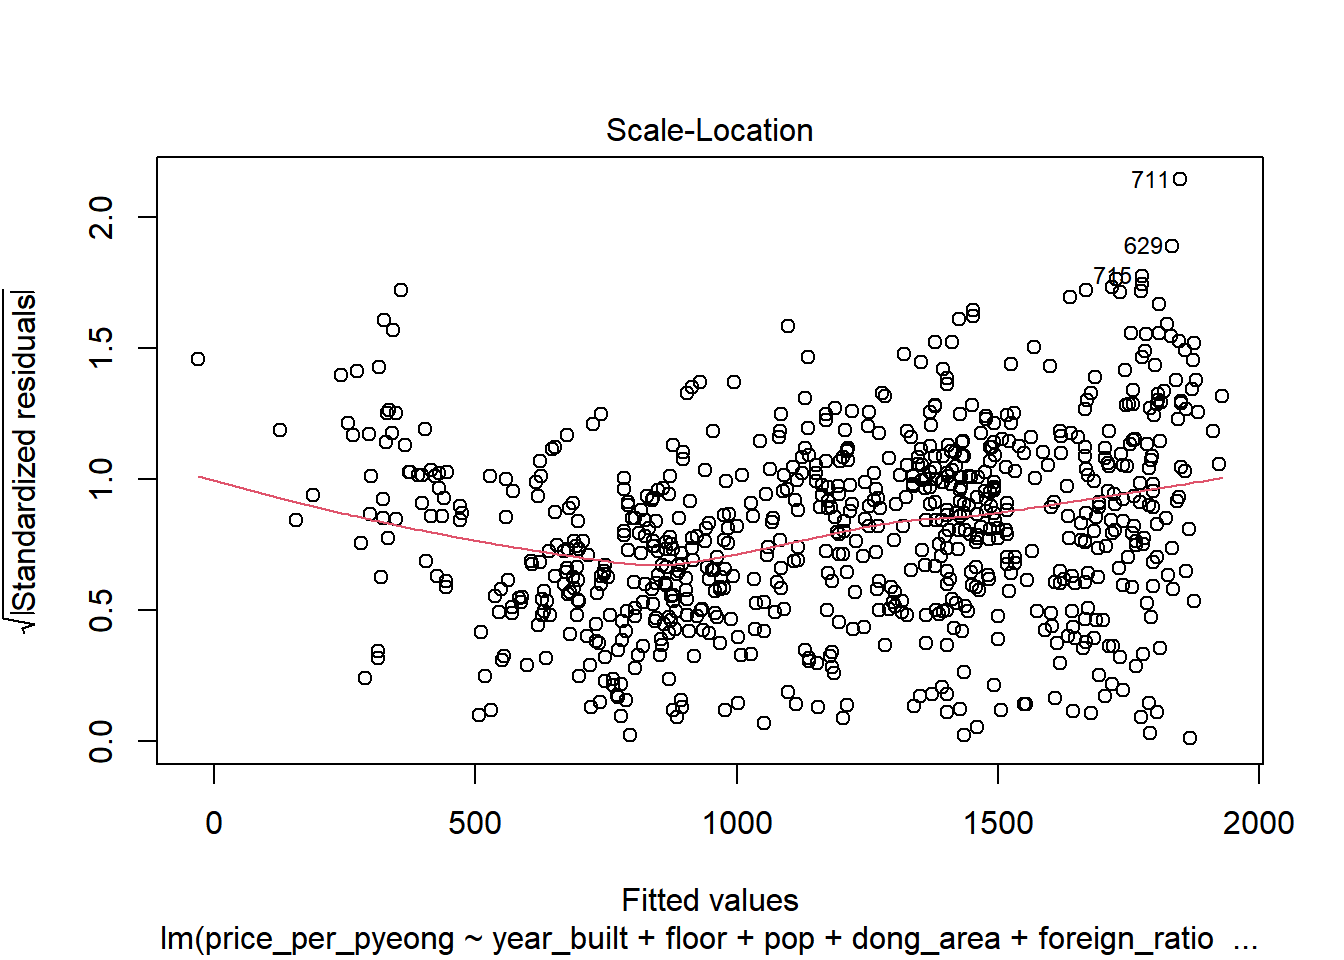 Scale-Location
√|Standardized residuals|
2.0
1.5
1.0
0.5
0.0
711
629
715
0 500 1000 1500 2000
Fitted values
lm(price_per_pyeong ~ year_built + floor + pop + dong_area + foreign_ratio ...